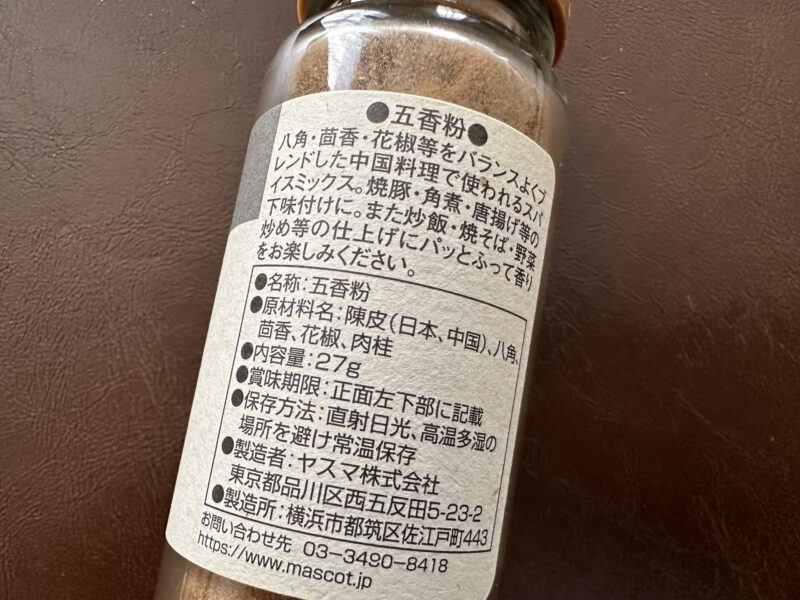 ●五香粉●
八角・茴香・花椒等をバランスよくブ
レンドした中国料理で使われるスパ
イスミックス。焼豚・角煮・唐揚げ等の
下味付けに。また炒飯・焼そば・野菜
炒め等の仕上げにパッとふって香り
をお楽しみください。
●名称：五香粉
●原材料名：陳皮(日本、中国)、八角、
茴香、花椒、肉桂
●内容量：27g
●賞味期限：正面左下部に記載
●保存方法：直射日光、高温多湿の
場所を避け常温保存
●製造者：ヤスマ株式会社
東京都品川区西五反田5-23-2
●製造所：横浜市都筑区佐江戸町443
お問い合わせ先 03-3490-8418
https://www.mascot.jp